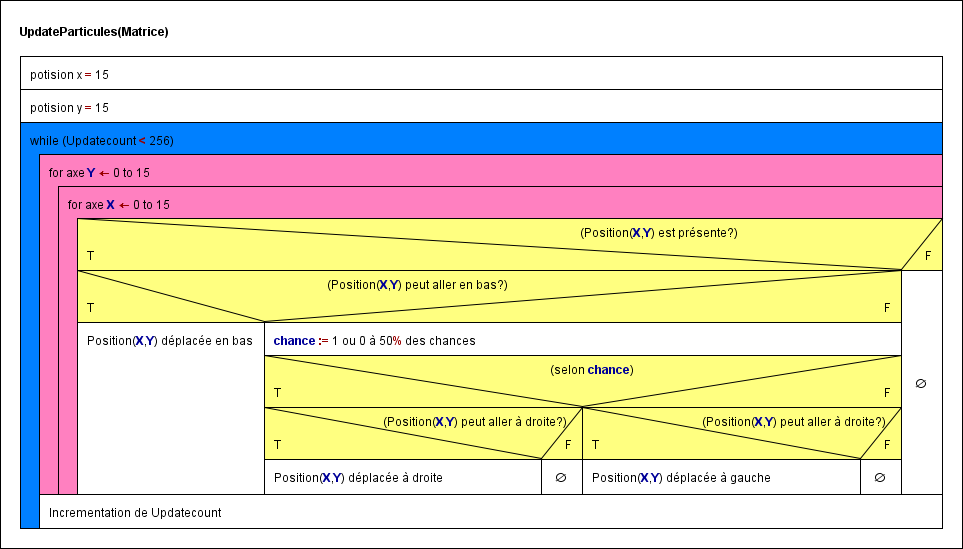 UpdateParticules(Matrice)
potision x = 15
potision y = 15
while (Updatecount < 256)
for axe Y ← 0 to 15
for axe X ← 0 to 15
(Position(X,Y) est présente?)
T F
(Position(X,Y) peut aller en bas?)
T F
Position(X,Y) déplacée en bas
chance := 1 ou 0 à 50% des chances
(selon chance)
T F
∅
(Position(X,Y) peut aller à droite?) (Position(X,Y) peut aller à droite?)
T F T F
Position(X,Y) déplacée à droite ∅ Position(X,Y) déplacée à gauche ∅
Incrementation de Updatecount